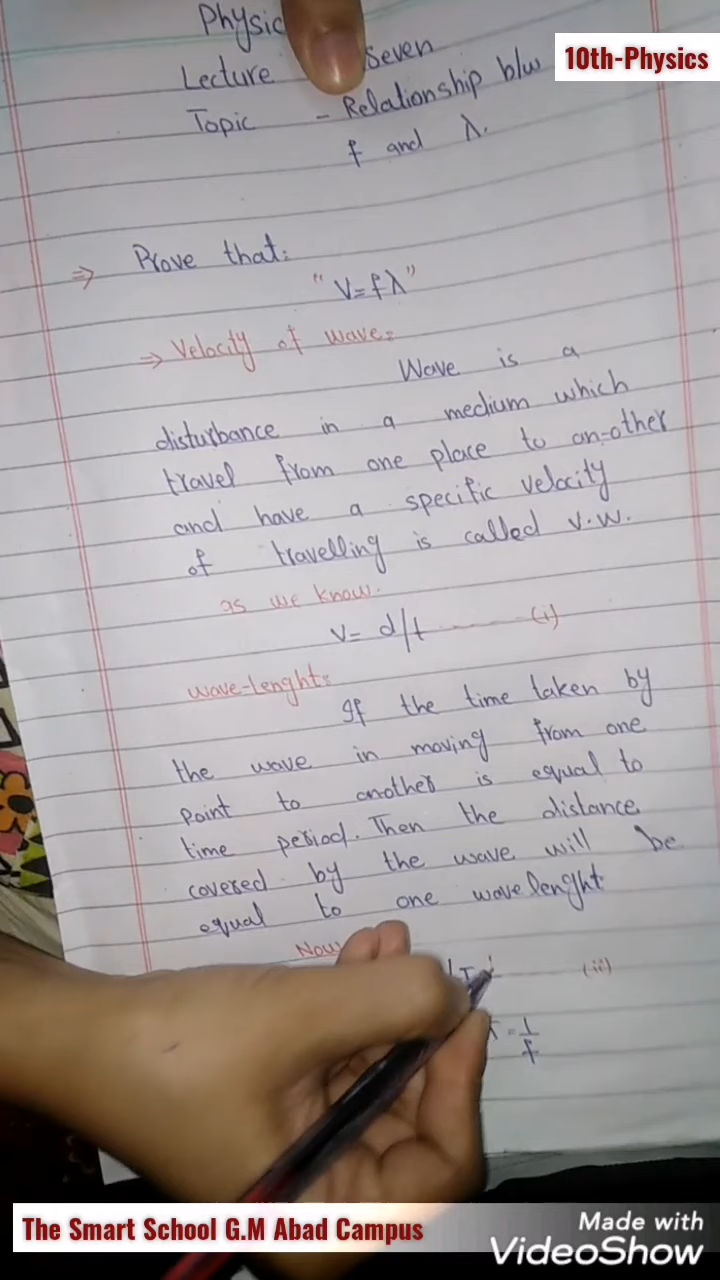 Physic
10th-Physics
Lecture Seven
Topic - Relationship b/w
f and λ.
⇒ Prove that:
"V=fλ"
⇒ Velocity of wave:
Wave is a
disturbance in a medium which
travel from one place to an-other
and have a specific velocity
of travelling is called v.w.
as we know.
V= d/t ------ (i)
wave-lenght:
If the time taken by
the wave in moving from one
point to another is equal to
time period. Then the distance
covered by the wave will be
equal to one wavelenght
Now
(ii)
= 1/f
The Smart School G.M Abad Campus
Made with
VideoShow